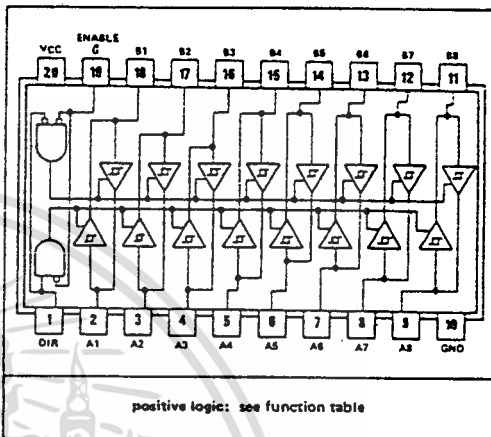 ENABLE
VCC G B1 B2 B3 B4 B5 B6 B7 B8
20 19 18 17 16 15 14 13 12 11
1 2 3 4 5 6 7 8 9 10
DIR A1 A2 A3 A4 A5 A6 A7 A8 GND
positive logic: see function table